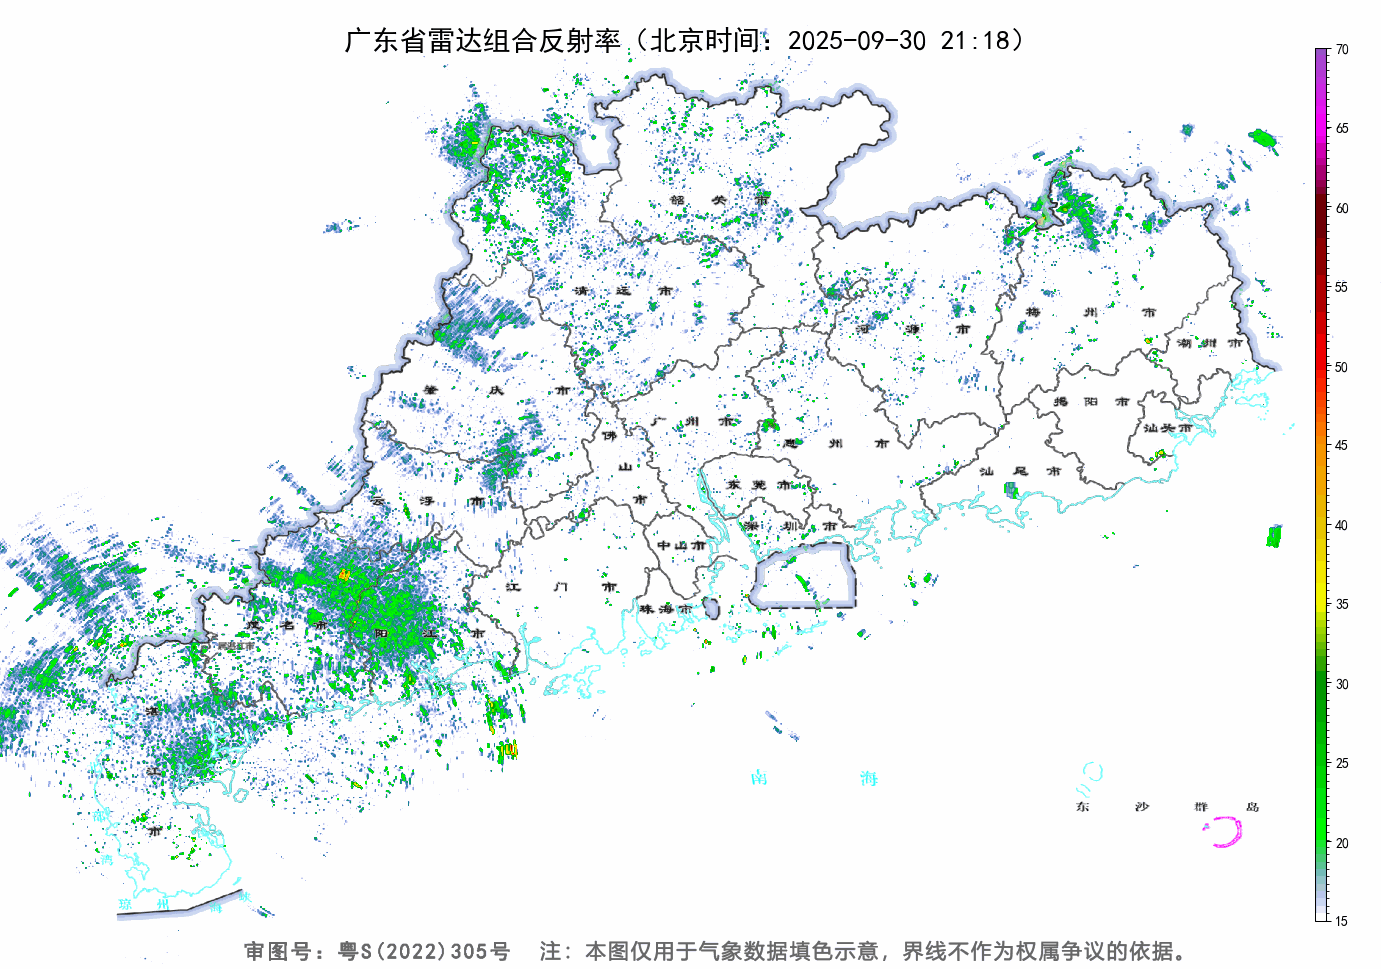 广东省雷达组合反射率（北京时间：2025-09-30 21:18）
70
65
60
55
50
45
40
35
30
25
20
15
韶关市
清远市
河源市
梅州市
潮州市
肇庆市
揭阳市
汕头市
广州市
佛山市
惠州市
汕尾市
东莞市
云浮市
深圳市
中山市
江门市
珠海市
茂名市
阳江市
湛江市
南海
东沙群岛
琼州海峡
审图号：粤S(2022)305号 注：本图仅用于气象数据填色示意，界线不作为权属争议的依据。